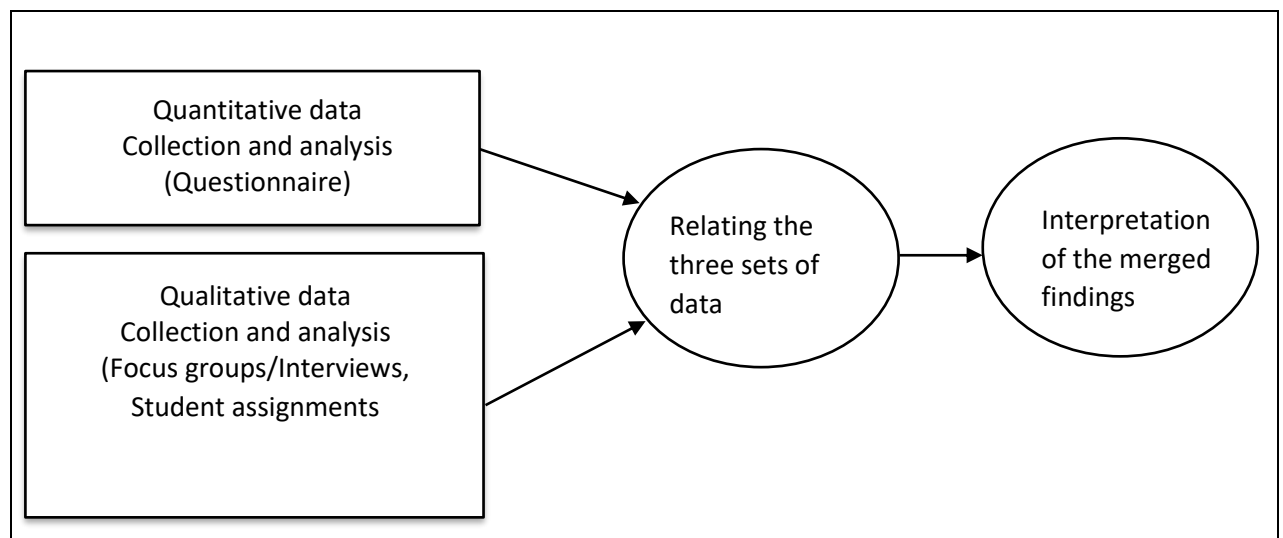 Quantitative data
Collection and analysis
(Questionnaire)
Qualitative data
Collection and analysis
(Focus groups/Interviews,
Student assignments
Relating the
three sets of
data
Interpretation
of the merged
findings